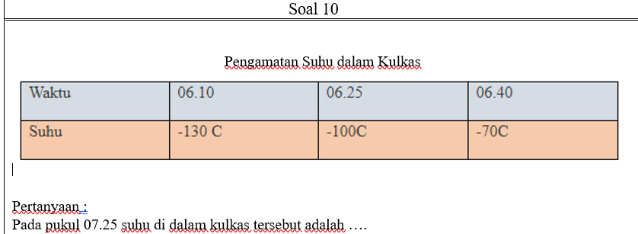 Soal 10
Pengamatan Suhu dalam Kulkas
Waktu 06.10 06.25 06.40
Suhu -130 C -100C -70C
Pertanyaan :
Pada pukul 07.25 suhu di dalam kulkas tersebut adalah ….